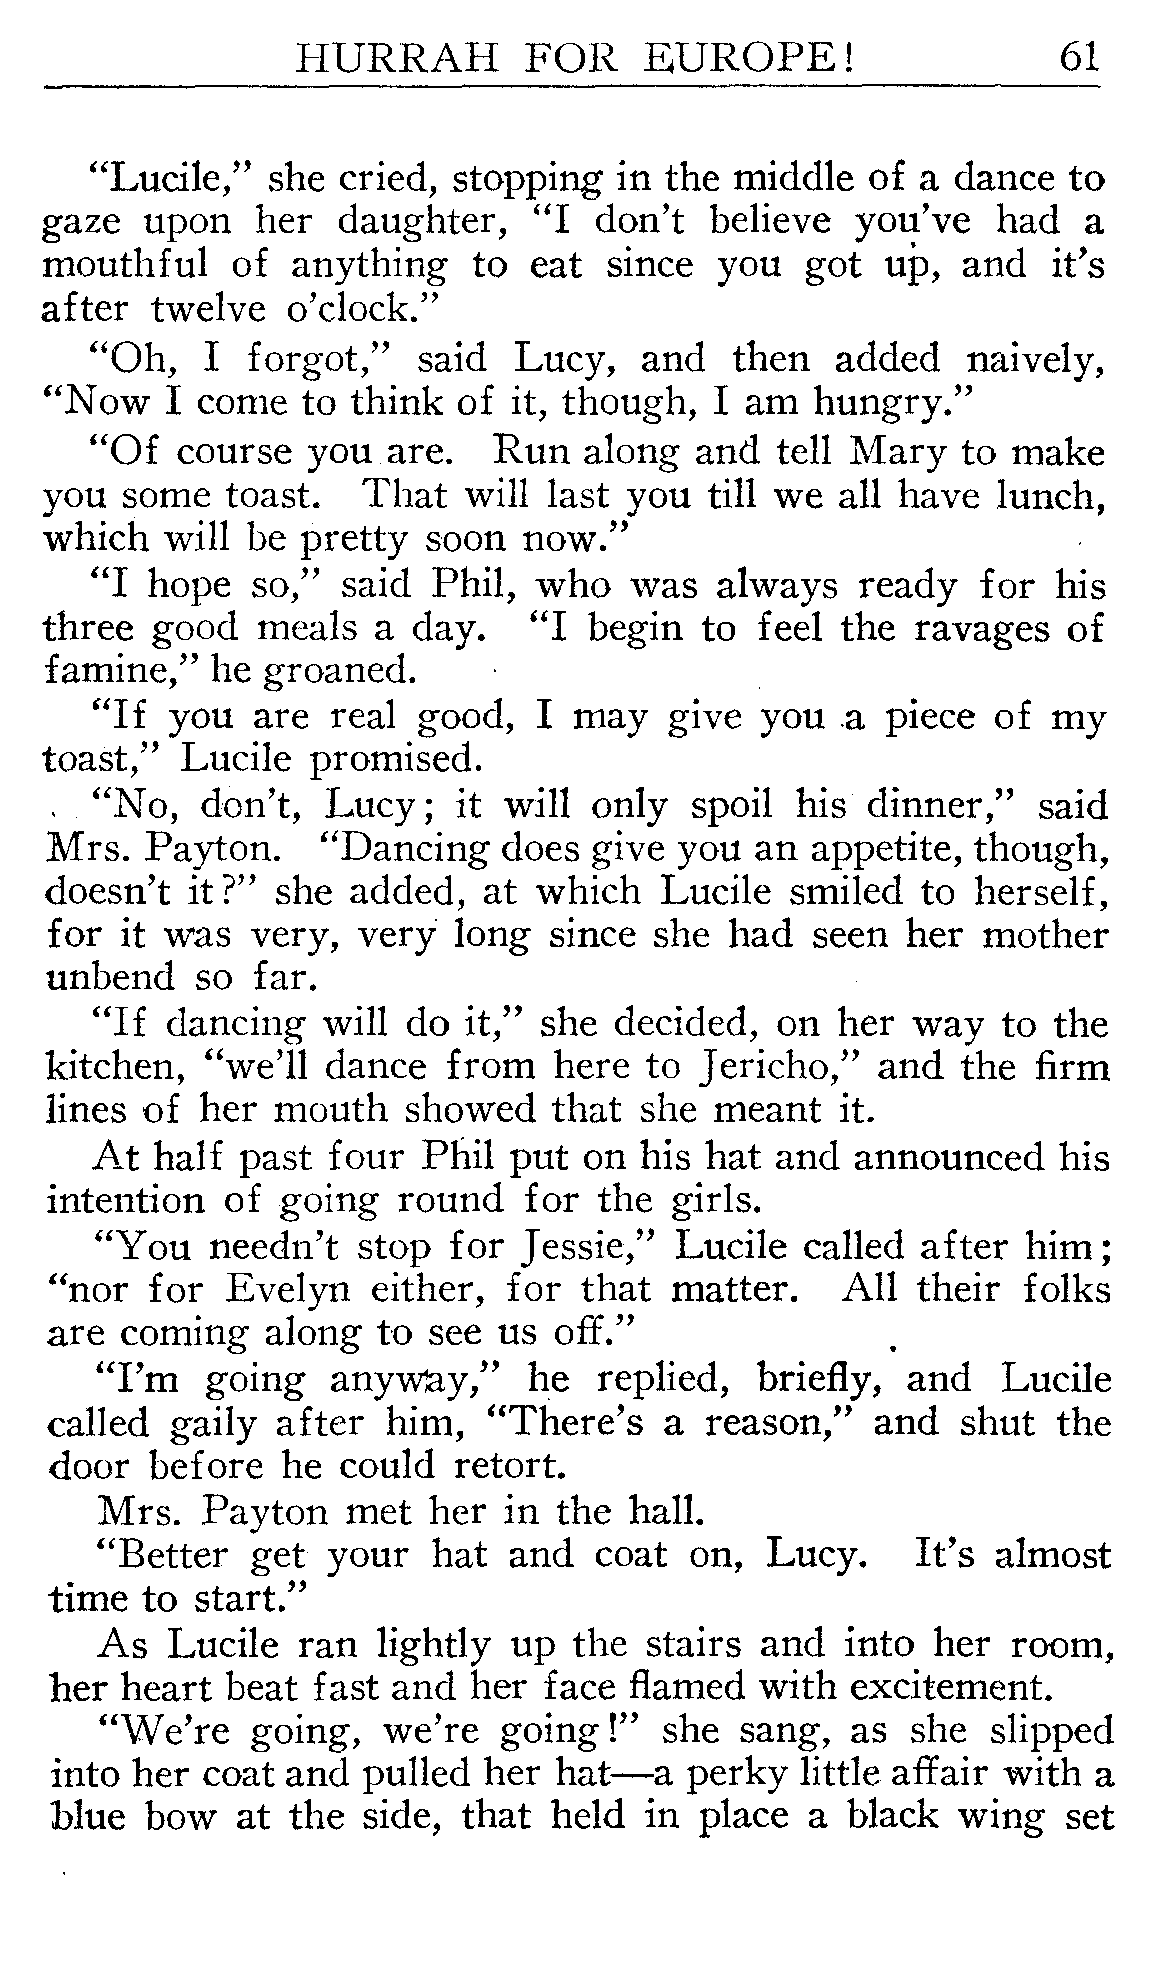 HURRAH FOR EUROPE! 61
“Lucile,” she cried, stopping in the middle of a dance to
gaze upon her daughter, “I don’t believe you’ve had a
mouthful of anything to eat since you got up, and it’s
after twelve o’clock.”
“Oh, I forgot,” said Lucy, and then added naively,
“Now I come to think of it, though, I am hungry.”
“Of course you are. Run along and tell Mary to make
you some toast. That will last you till we all have lunch,
which will be pretty soon now.”
“I hope so,” said Phil, who was always ready for his
three good meals a day. “I begin to feel the ravages of
famine,” he groaned.
“If you are real good, I may give you a piece of my
toast,” Lucile promised.
“No, don’t, Lucy; it will only spoil his dinner,” said
Mrs. Payton. “Dancing does give you an appetite, though,
doesn’t it?” she added, at which Lucile smiled to herself,
for it was very, very long since she had seen her mother
unbend so far.
“If dancing will do it,” she decided, on her way to the
kitchen, “we’ll dance from here to Jericho,” and the firm
lines of her mouth showed that she meant it.
At half past four Phil put on his hat and announced his
intention of going round for the girls.
“You needn’t stop for Jessie,” Lucile called after him;
“nor for Evelyn either, for that matter. All their folks
are coming along to see us off.”
“I’m going anyway,” he replied, briefly, and Lucile
called gaily after him, “There’s a reason,” and shut the
door before he could retort.
Mrs. Payton met her in the hall.
“Better get your hat and coat on, Lucy. It’s almost
time to start.”
As Lucile ran lightly up the stairs and into her room,
her heart beat fast and her face flamed with excitement.
“We’re going, we’re going!” she sang, as she slipped
into her coat and pulled her hat—a perky little affair with a
blue bow at the side, that held in place a black wing set